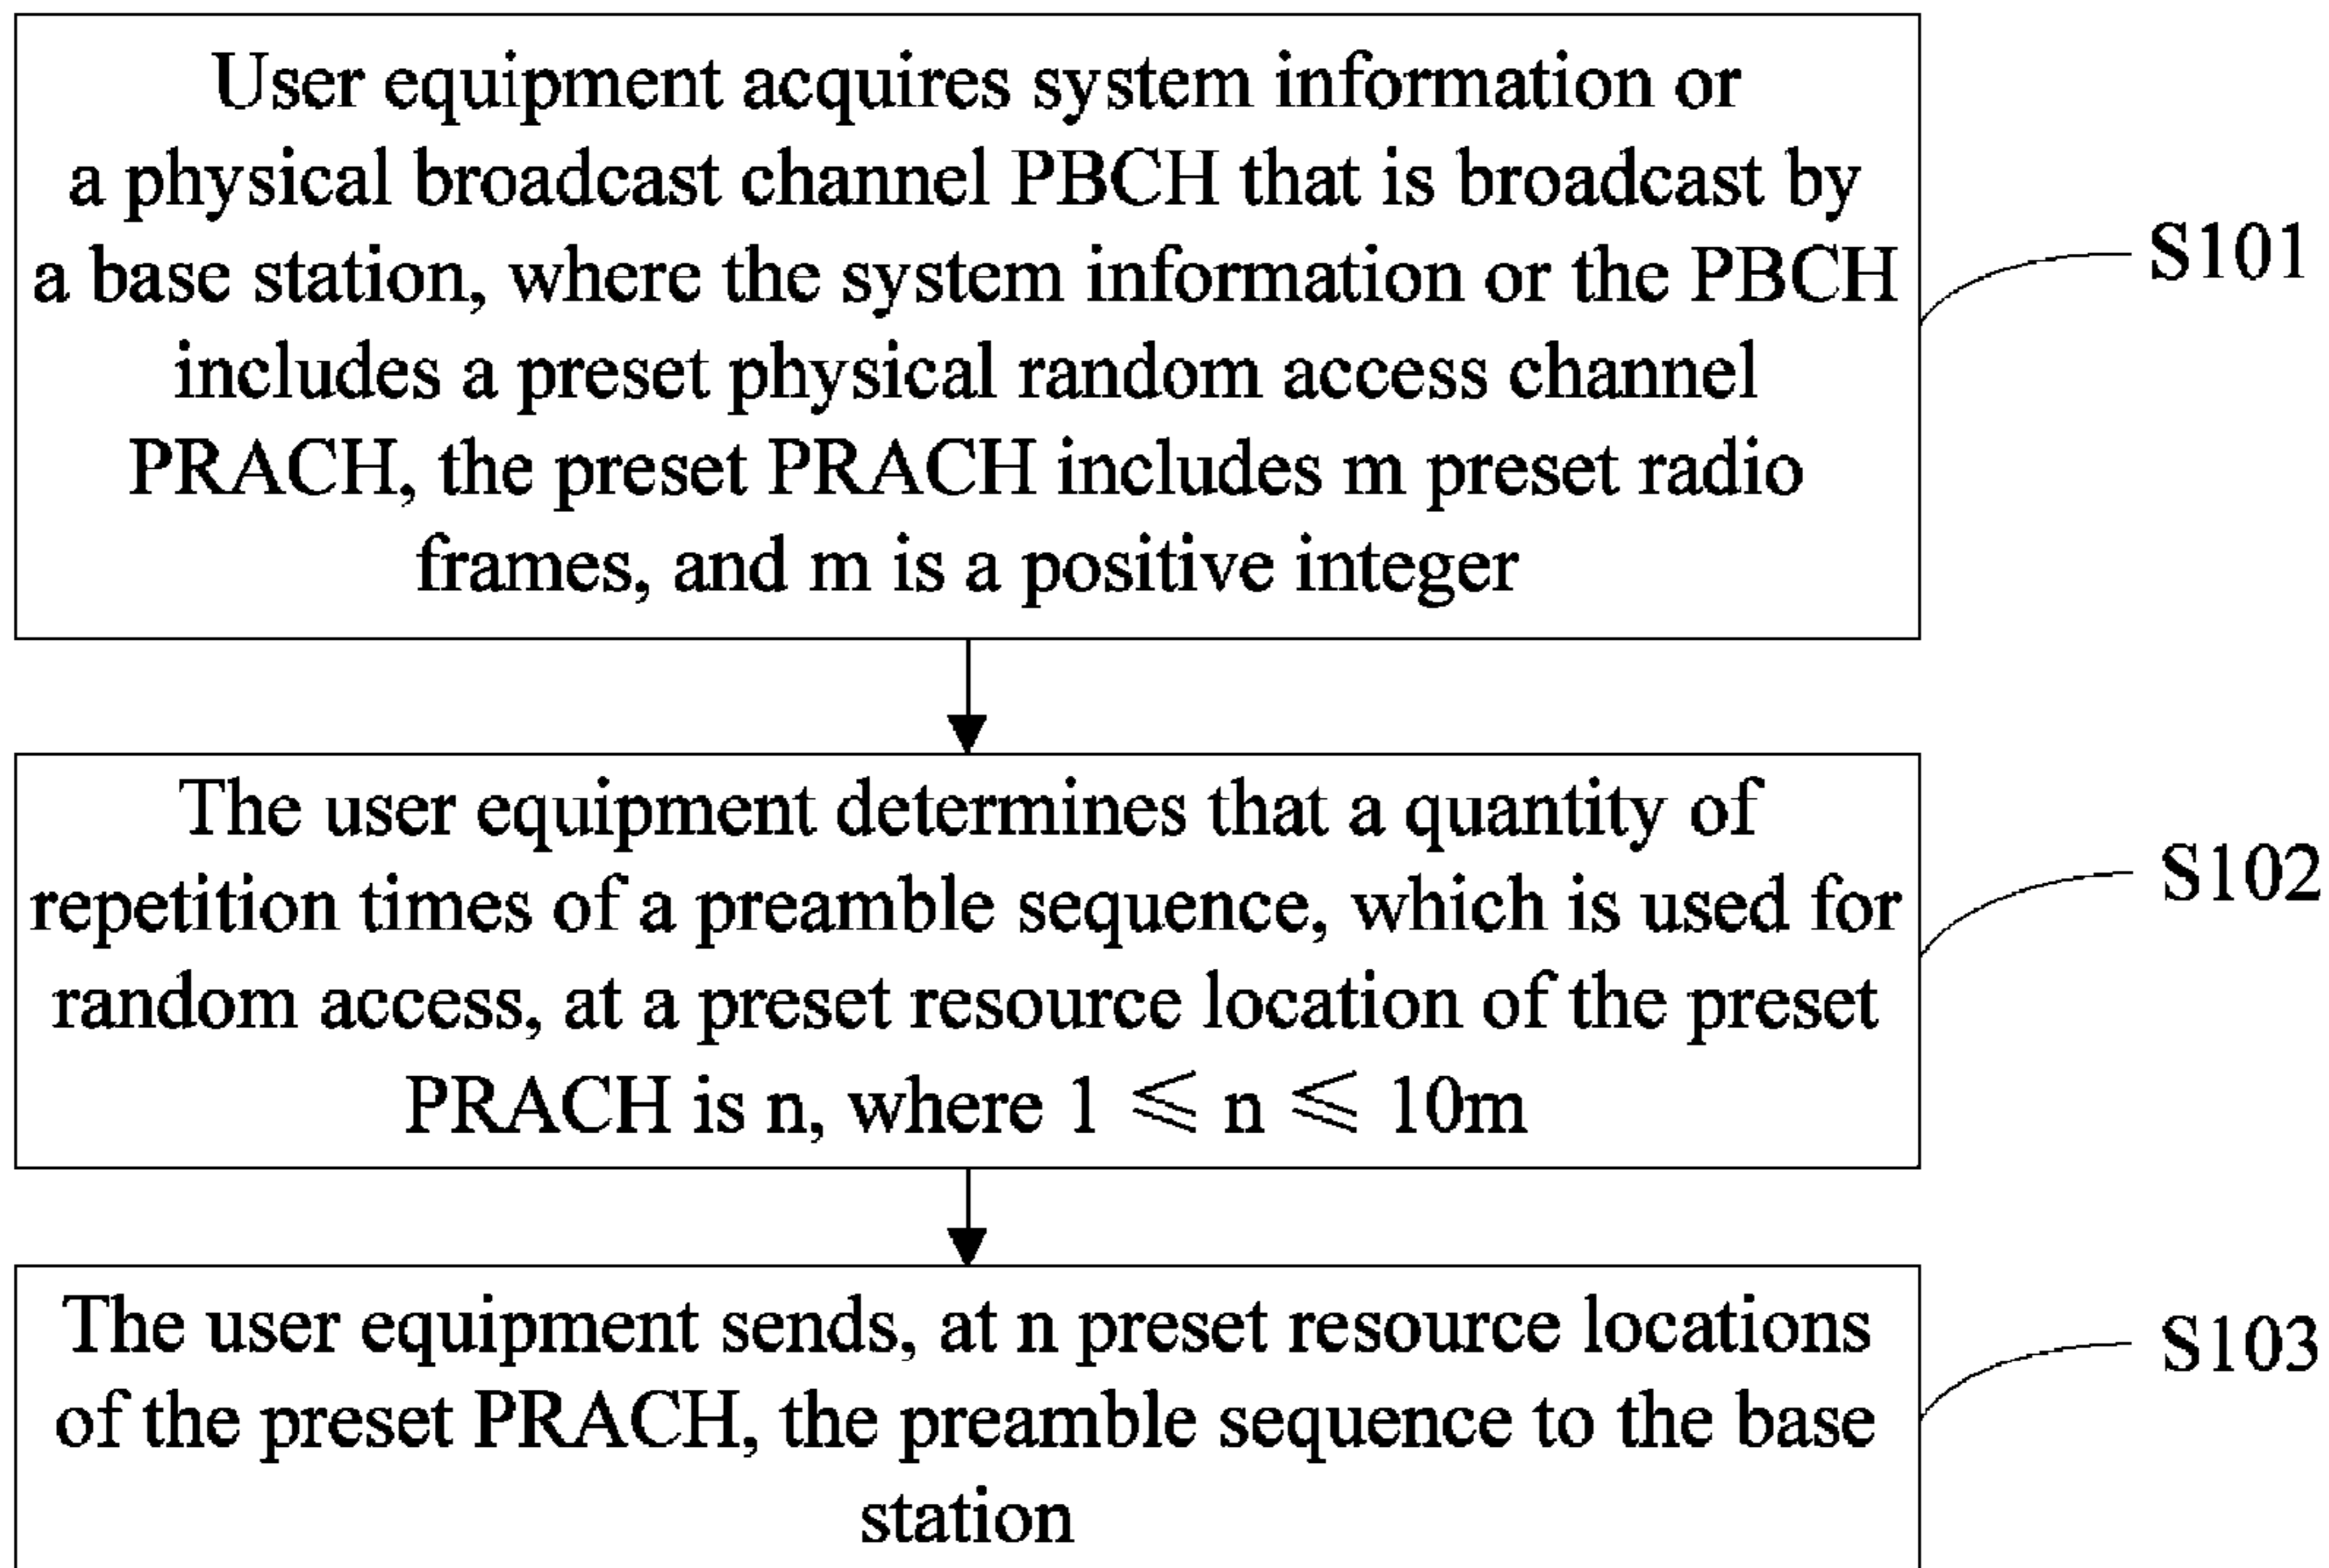 User equipment acquires system information or
a physical broadcast channel PBCH that is broadcast by
a base station, where the system information or the PBCH
includes a preset physical random access channel
PRACH, the preset PRACH includes m preset radio
frames, and m is a positive integer
S101
The user equipment determines that a quantity of
repetition times of a preamble sequence, which is used for
random access, at a preset resource location of the preset
PRACH is n, where 1 ⩽ n ⩽ 10m
S102
The user equipment sends, at n preset resource locations
of the preset PRACH, the preamble sequence to the base
station
S103